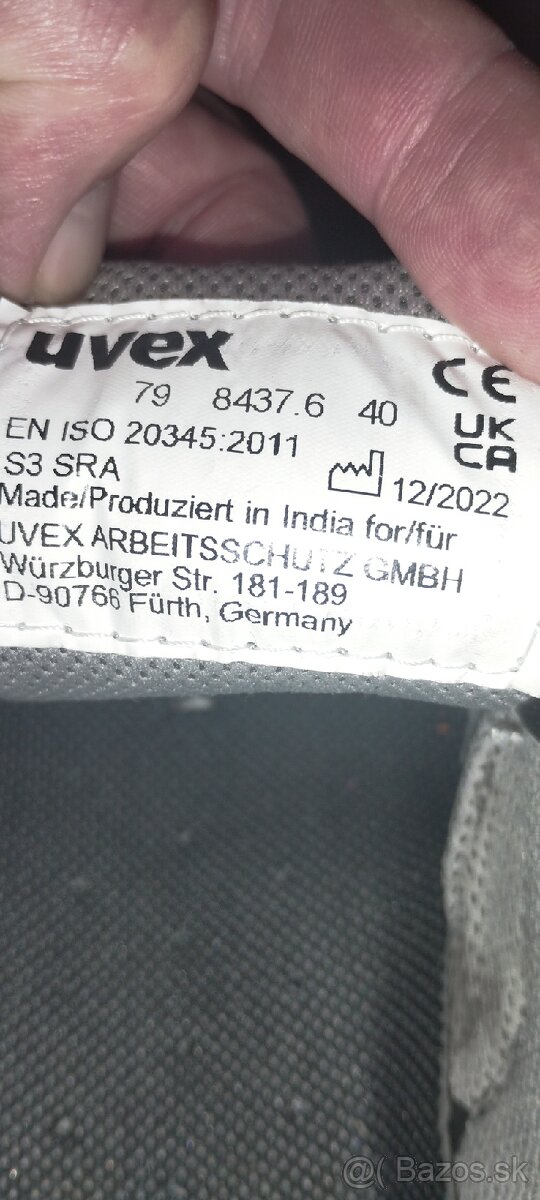 uvex
79 8437.6 40
CE
EN ISO 20345:2011
UK
CA
S3 SRA
12/2022
Made/Produziert in India for/für
UVEX ARBEITSSCHUTZ GMBH
Würzburger Str. 181-189
D-90766 Fürth, Germany
@( Bazos.sk